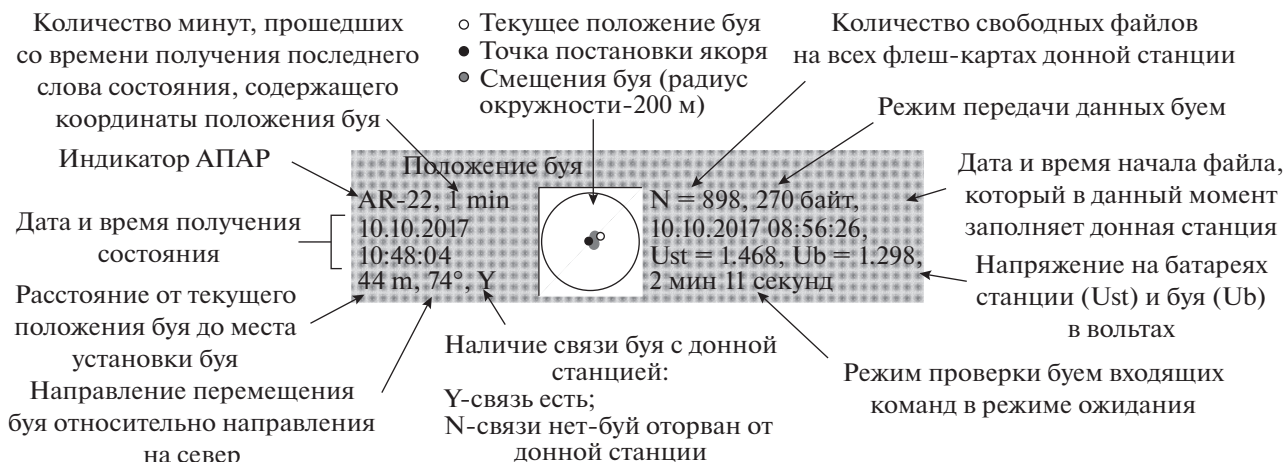 Количество минут, прошедших
со времени получения последнего
слова состояния, содержащего
координаты положения буя
Индикатор АПАР
Дата и время получения
состояния
Расстояние от текущего
положения буя до места
установки буя
Направление перемещения
буя относительно направления
на север
Текущее положение буя
Точка постановки якоря
Смещения буя (радиус
окружности-200 м)
Положение буя
AR-22, 1 min
10.10.2017
10:48:04
44 m, 74°, Y
N = 898, 270 байт,
10.10.2017 08:56:26,
Ust = 1.468, Ub = 1.298,
2 мин 11 секунд
Наличие связи буя с донной
станцией:
Y-связь есть;
N-связи нет-буй оторван от
донной станции
Количество свободных файлов
на всех флеш-картах донной станции
Режим передачи данных буем
Дата и время начала файла,
который в данный момент
заполняет донная станция
Напряжение на батареях
станции (Ust) и буя (Ub)
в вольтах
Режим проверки буем входящих
команд в режиме ожидания